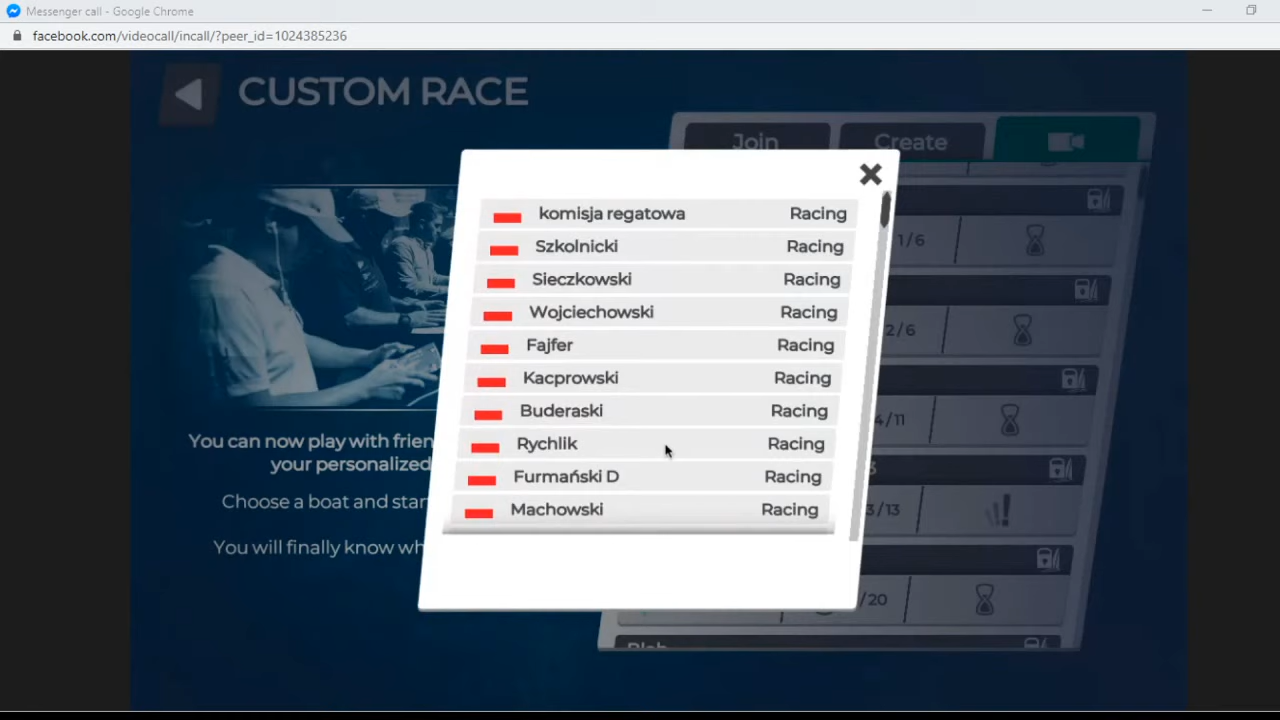 Messenger call - Google Chrome
facebook.com/videocall/incall/?peer_id=1024385236
CUSTOM RACE
Join
Create
komisja regatowa Racing
Szkolnicki Racing
1/6
Sieczkowski Racing
Wojciechowski Racing
2/6
Fajfer Racing
Kacprowski Racing
Buderaski Racing
4/11
You can now play with frien
Rychlik Racing
your personalized
Furmański D Racing
Choose a boat and star
Machowski Racing
3/13
You will finally know wh
/20